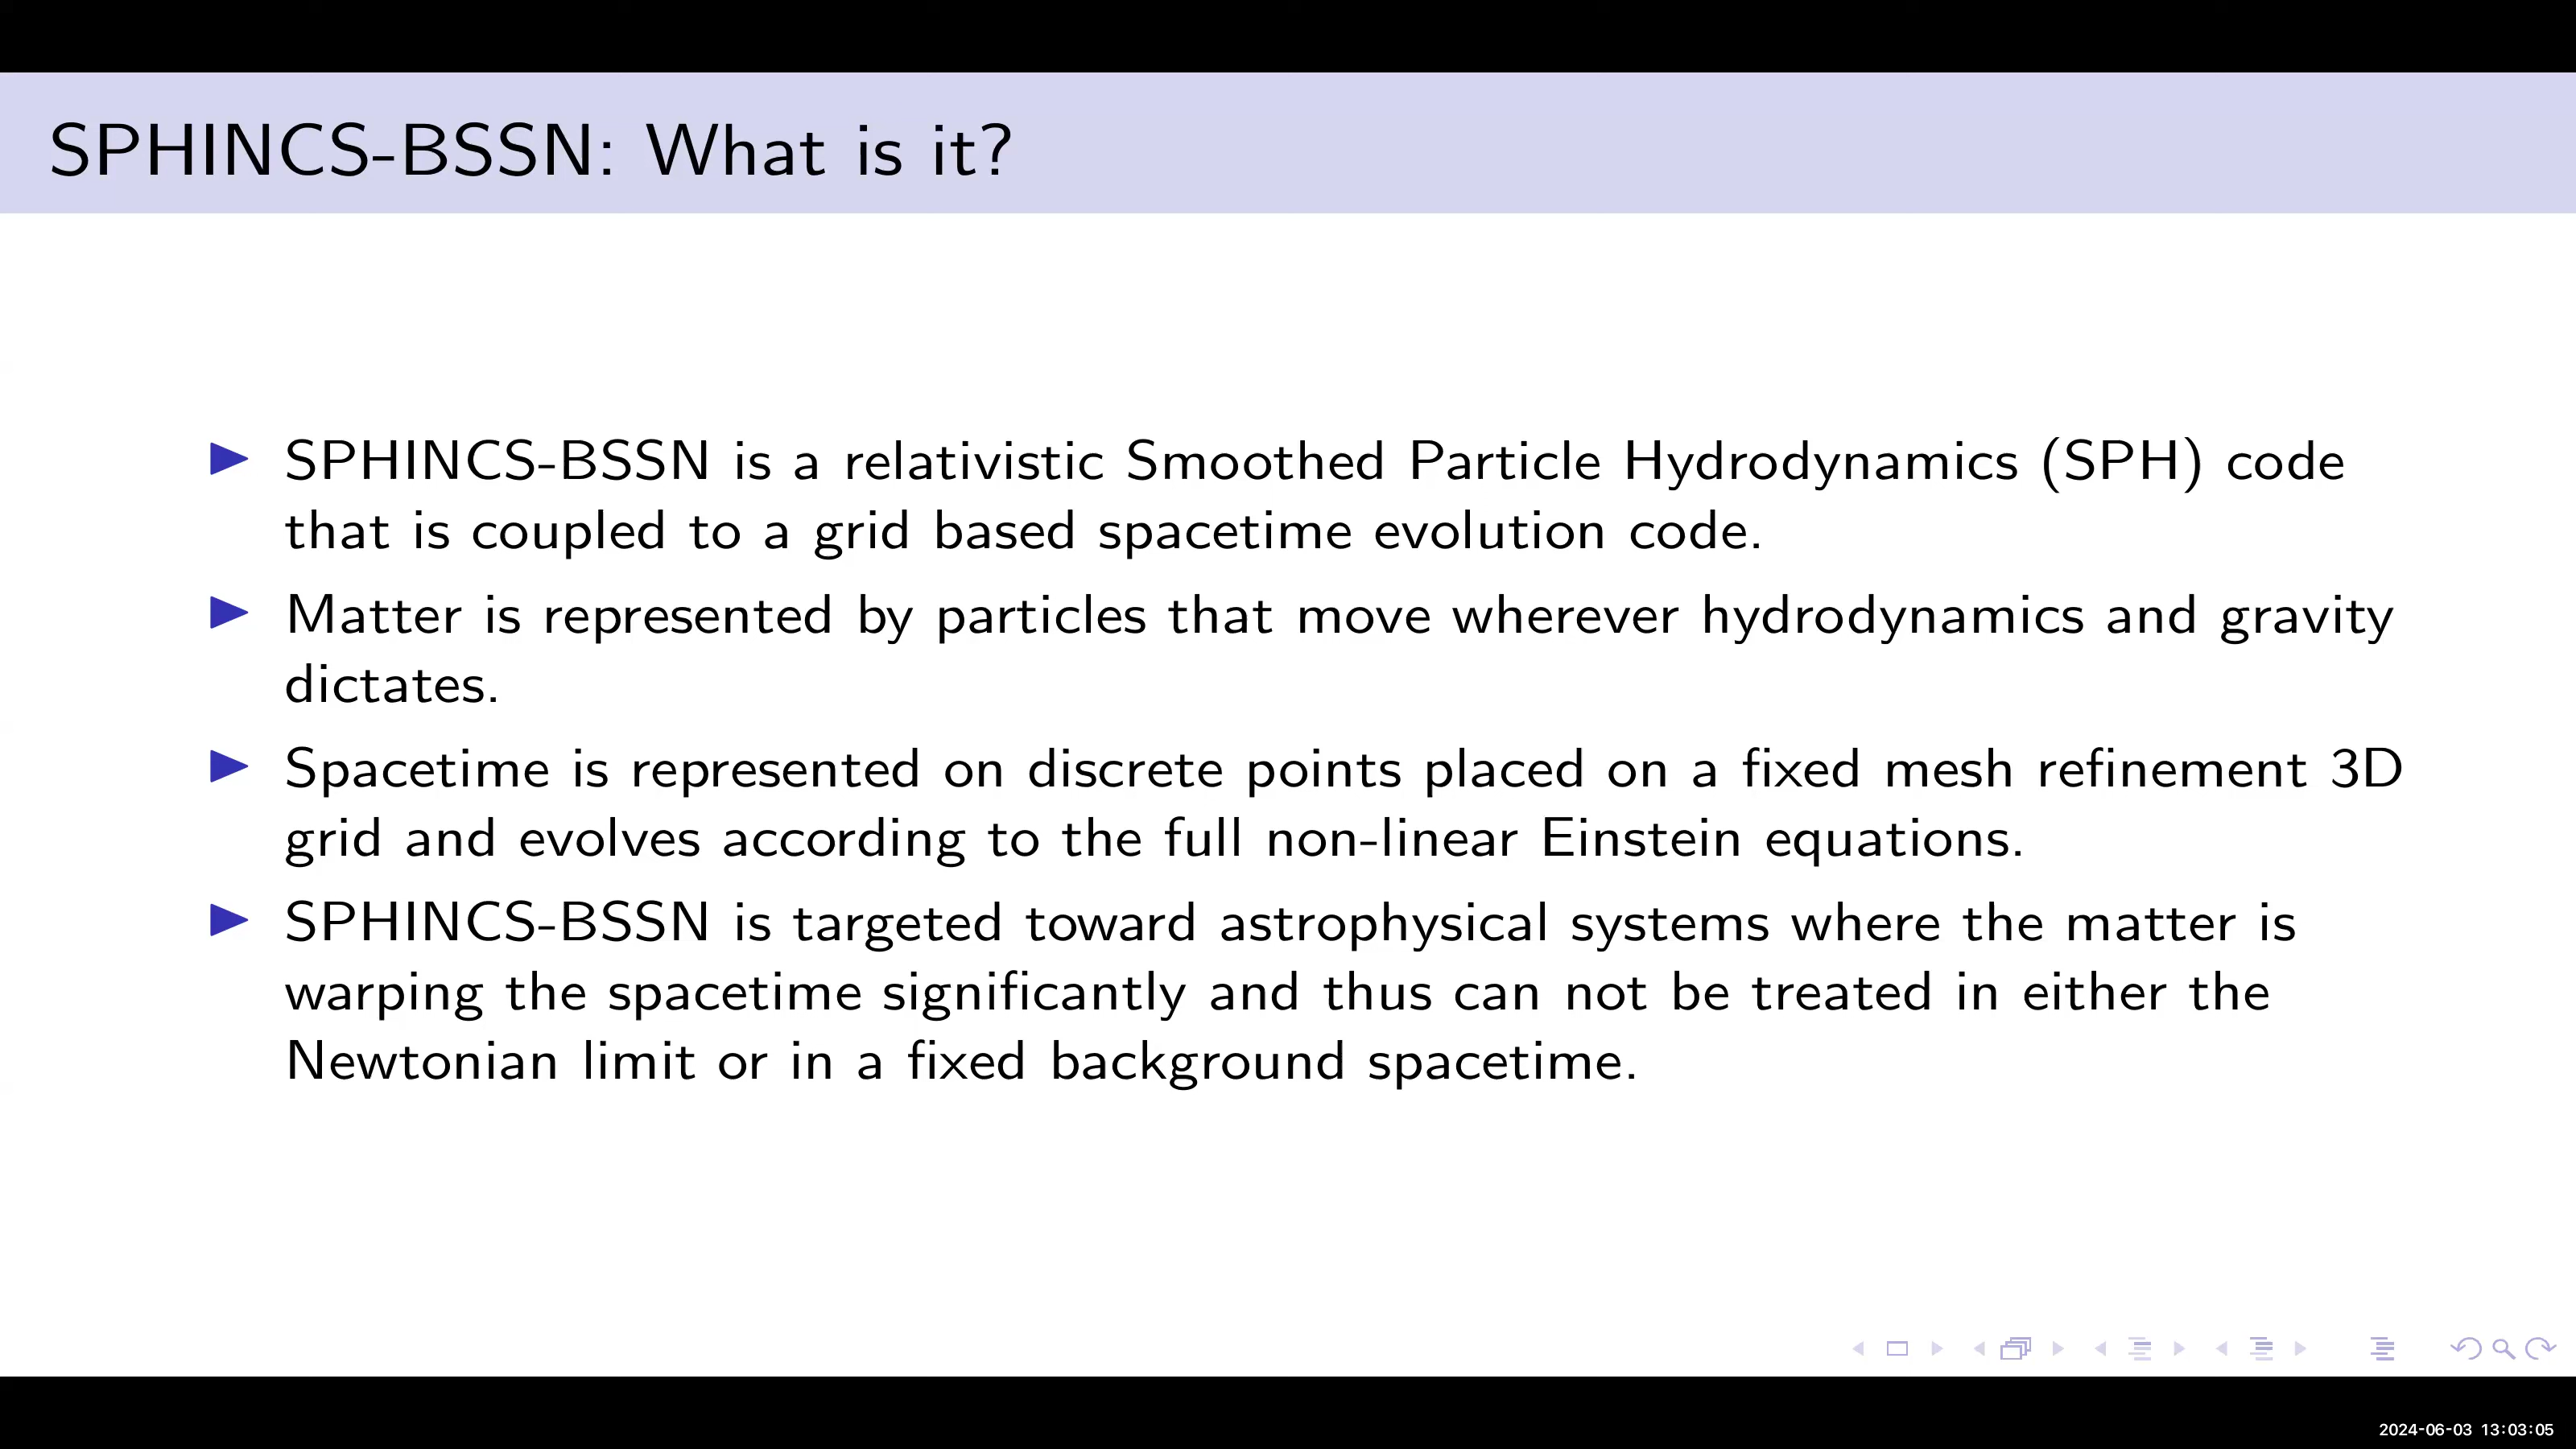 SPHINCS-BSSN: What is it?
SPHINCS-BSSN is a relativistic Smoothed Particle Hydrodynamics (SPH) code
that is coupled to a grid based spacetime evolution code.
Matter is represented by particles that move wherever hydrodynamics and gravity
dictates.
Spacetime is represented on discrete points placed on a fixed mesh refinement 3D
grid and evolves according to the full non-linear Einstein equations.
SPHINCS-BSSN is targeted toward astrophysical systems where the matter is
warping the spacetime significantly and thus can not be treated in either the
Newtonian limit or in a fixed background spacetime.
2024-06-03 13:03:05